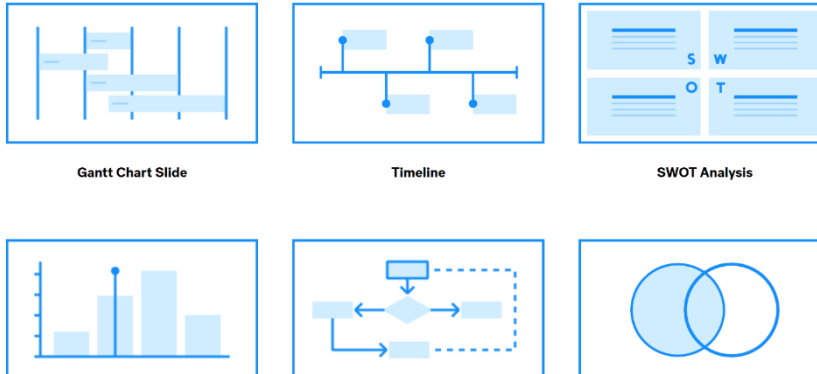 S W
O T
Gantt Chart Slide
Timeline
SWOT Analysis